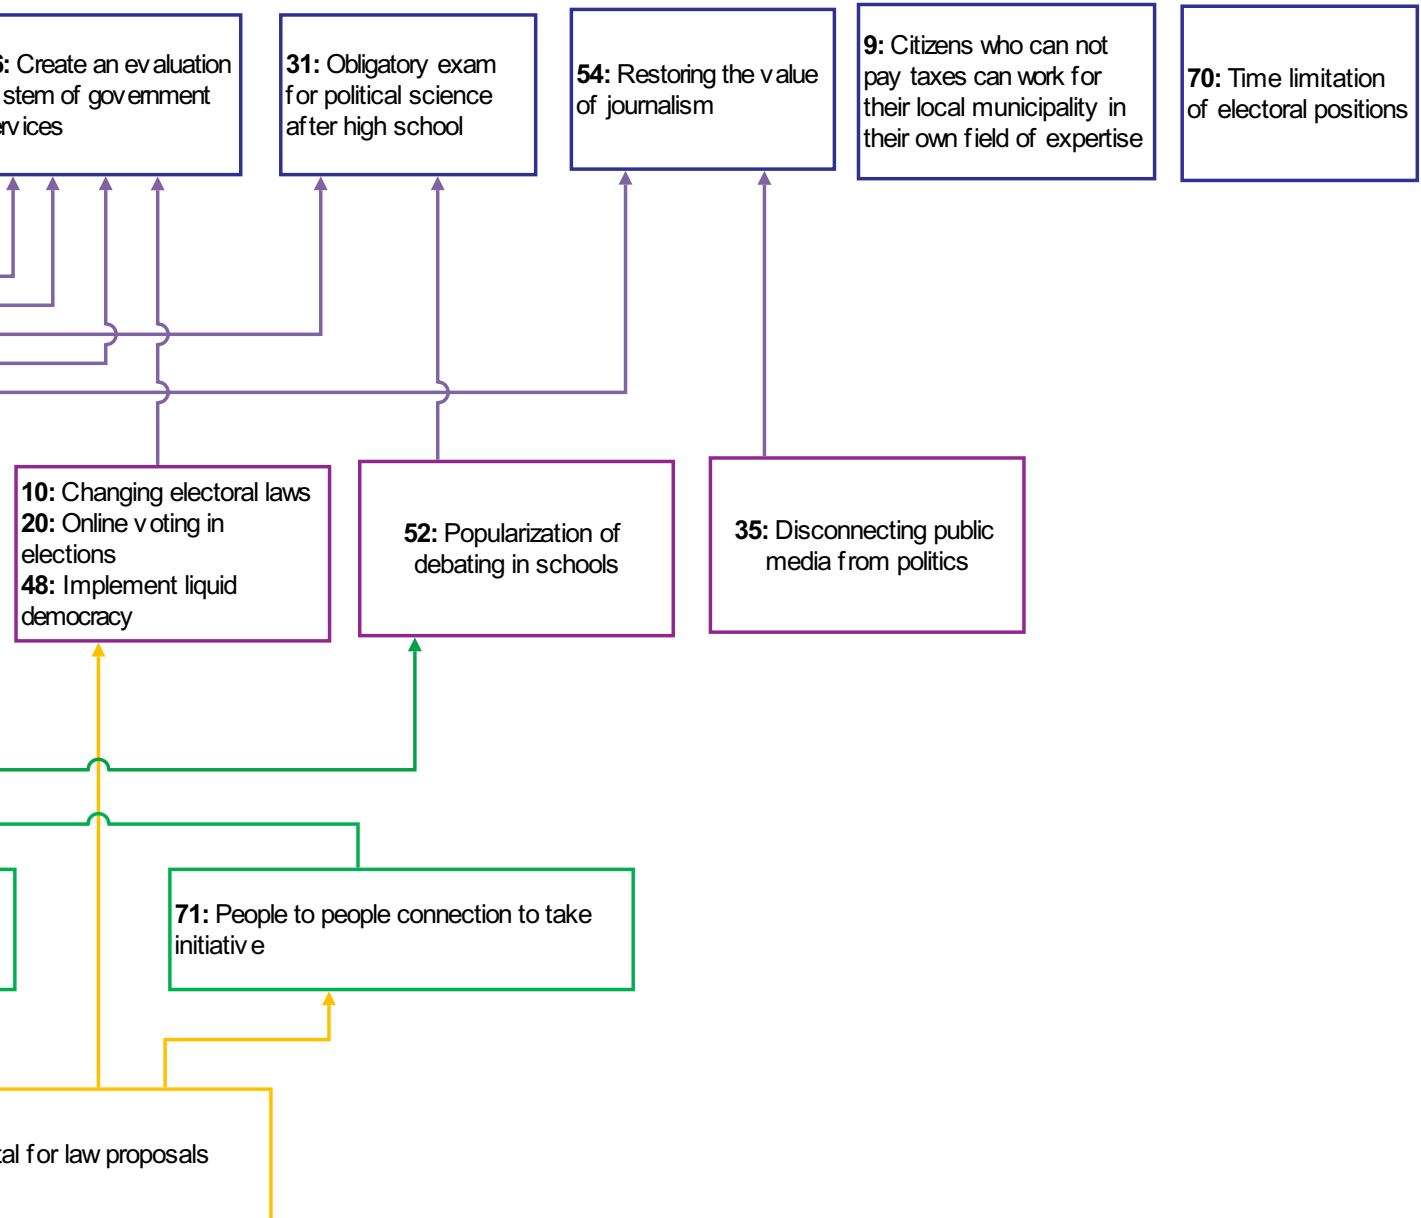 : Create an evaluation
stem of government
rvices
31: Obligatory exam
for political science
after high school
54: Restoring the value
of journalism
9: Citizens who can not
pay taxes can work for
their local municipality in
their own field of expertise
70: Time limitation
of electoral positions
10: Changing electoral laws
20: Online voting in
elections
48: Implement liquid
democracy
52: Popularization of
debating in schools
35: Disconnecting public
media from politics
71: People to people connection to take
initiative
tal for law proposals